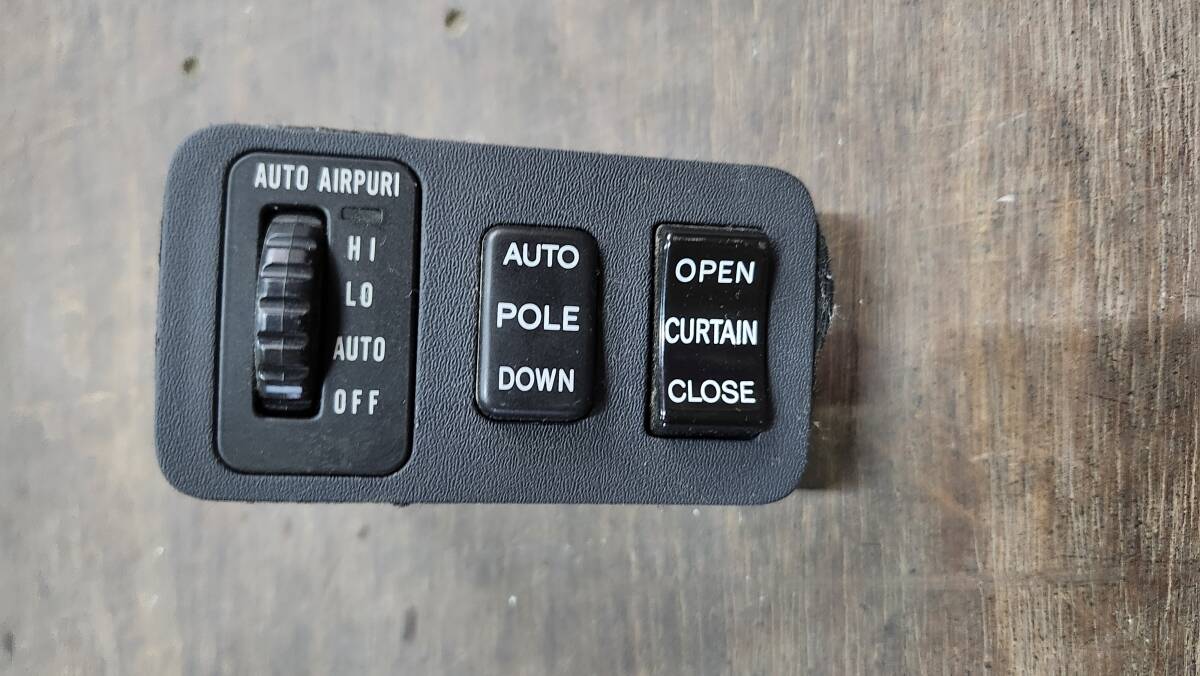 AUTO AIRPURI
HI
LO
AUTO
OFF
AUTO
POLE
DOWN
OPEN
CURTAIN
CLOSE